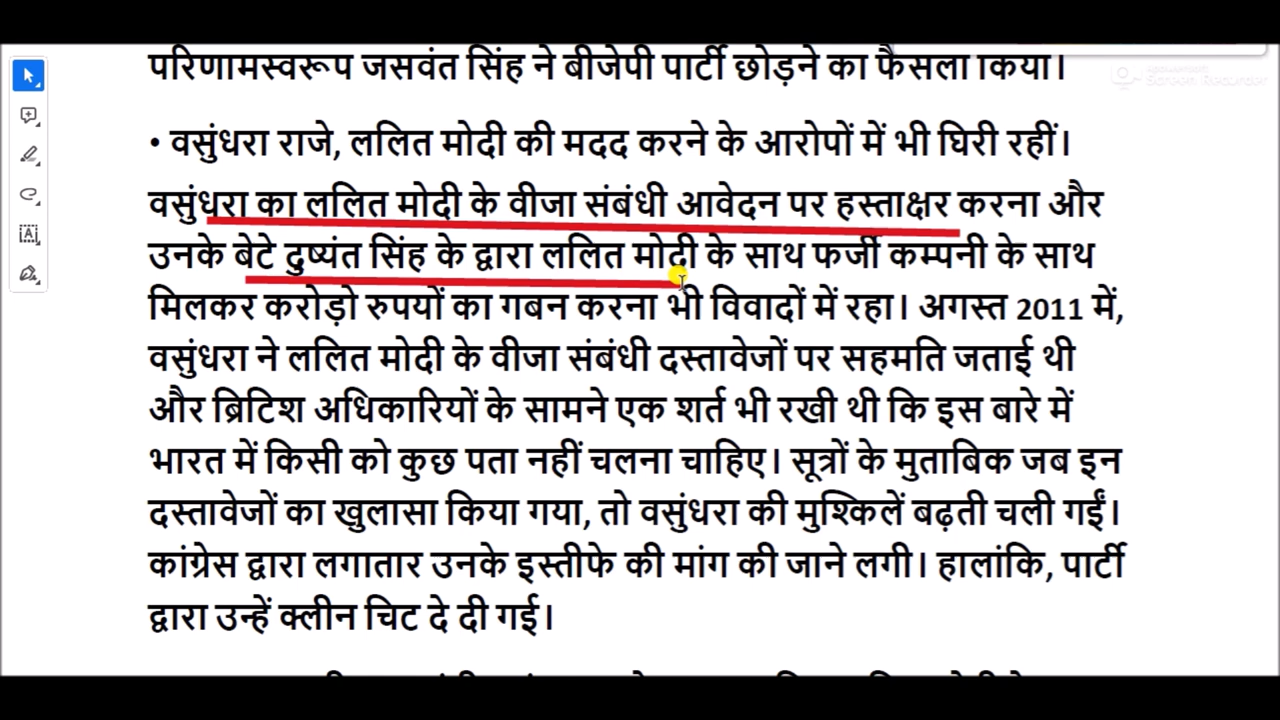 परिणामस्वरूप जसवंत सिंह ने बीजेपी पार्टी छोड़ने का फैसला किया।
• वसुंधरा राजे, ललित मोदी की मदद करने के आरोपों में भी घिरी रहीं।
वसुंधरा का ललित मोदी के वीजा संबंधी आवेदन पर हस्ताक्षर करना और
उनके बेटे दुष्यंत सिंह के द्वारा ललित मोदी के साथ फर्जी कम्पनी के साथ
मिलकर करोड़ो रुपयों का गबन करना भी विवादों में रहा। अगस्त 2011 में,
वसुंधरा ने ललित मोदी के वीजा संबंधी दस्तावेजों पर सहमति जताई थी
और ब्रिटिश अधिकारियों के सामने एक शर्त भी रखी थी कि इस बारे में
भारत में किसी को कुछ पता नहीं चलना चाहिए। सूत्रों के मुताबिक जब इन
दस्तावेजों का खुलासा किया गया, तो वसुंधरा की मुश्किलें बढ़ती चली गईं।
कांग्रेस द्वारा लगातार उनके इस्तीफे की मांग की जाने लगी। हालांकि, पार्टी
द्वारा उन्हें क्लीन चिट दे दी गई।
Screen Recorder